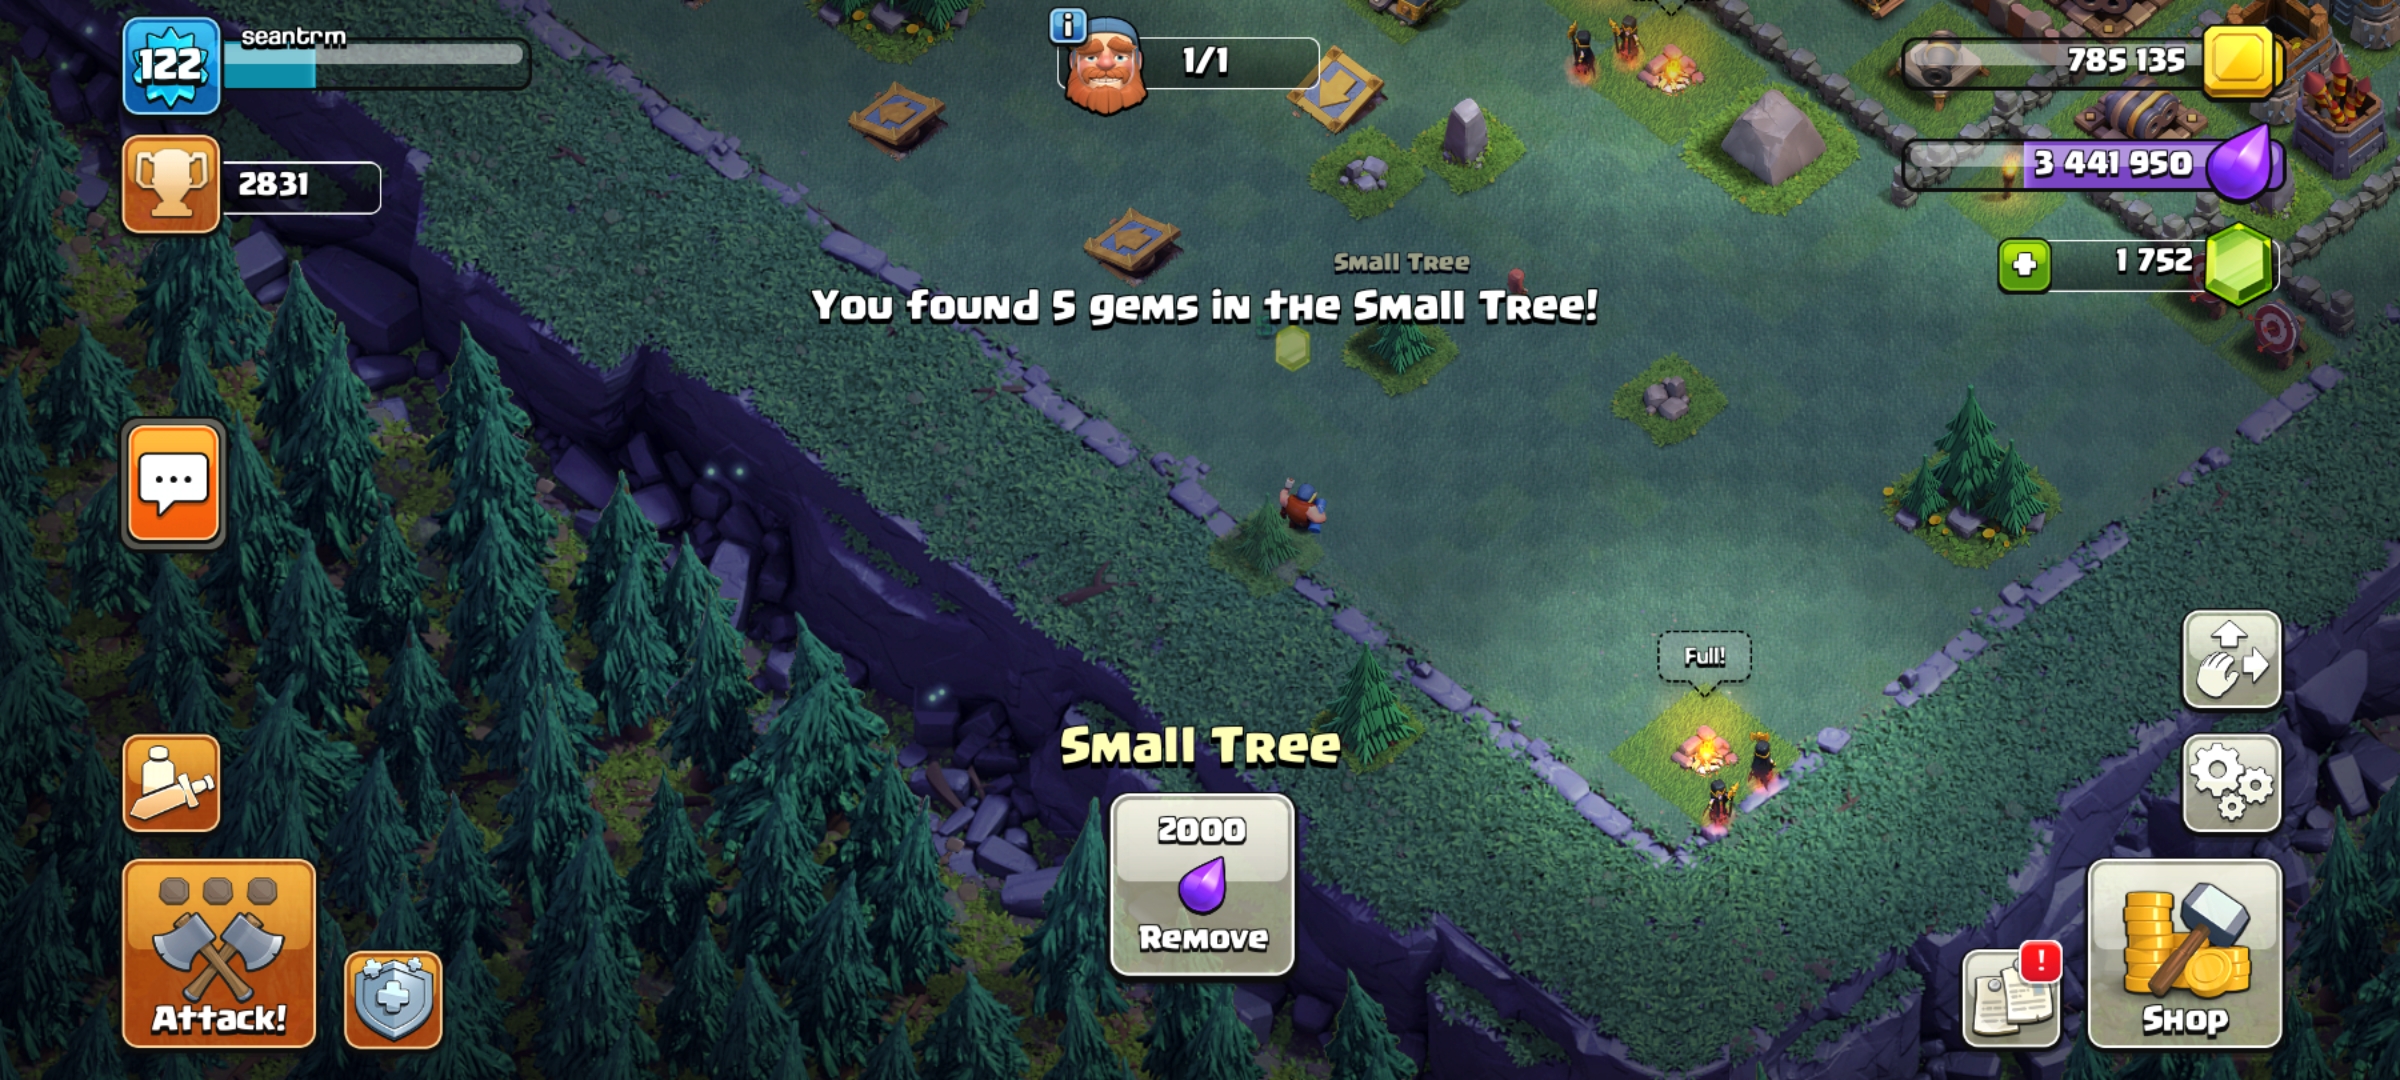 122
seantrm
1/1
785 135
2831
3 441 950
1 752
Small Tree
You found 5 gems in the Small Tree!
Full!
Small Tree
2000
Remove
Attack!
!
Shop